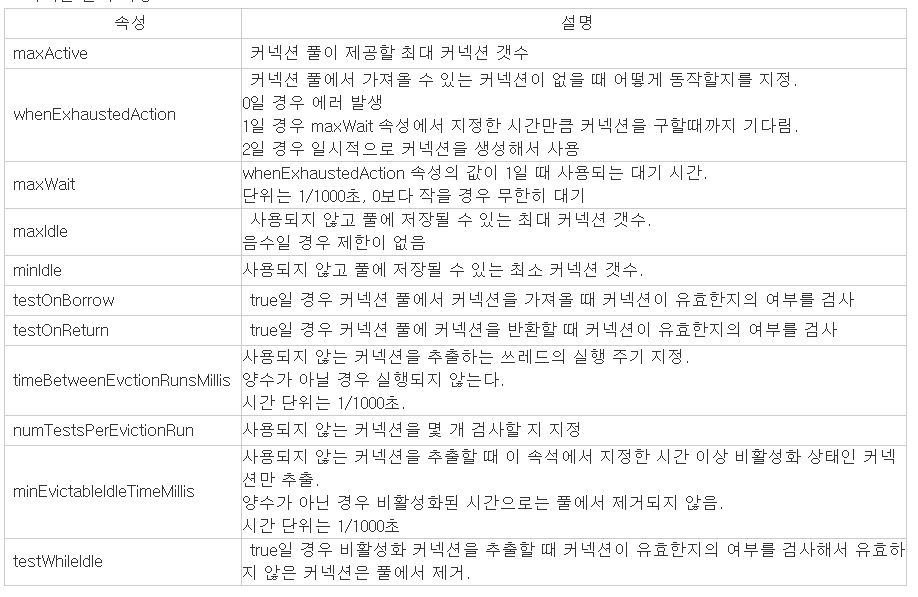 속성 설명
maxActive 커넥션 풀이 제공할 최대 커넥션 갯수
whenExhaustedAction 커넥션 풀에서 가져올 수 있는 커넥션이 없을 때 어떻게 동작할지를 지정.
0일 경우 에러 발생
1일 경우 maxWait 속성에서 지정한 시간만큼 커넥션을 구할때까지 기다림.
2일 경우 일시적으로 커넥션을 생성해서 사용
maxWait whenExhaustedAction 속성의 값이 1일 때 사용되는 대기 시간.
단위는 1/1000초, 0보다 작을 경우 무한히 대기
maxIdle 사용되지 않고 풀에 저장될 수 있는 최대 커넥션 갯수.
음수일 경우 제한이 없음
minIdle 사용되지 않고 풀에 저장될 수 있는 최소 커넥션 갯수.
testOnBorrow true일 경우 커넥션 풀에서 커넥션을 가져올 때 커넥션이 유효한지의 여부를 검사
testOnReturn true일 경우 커넥션 풀에 커넥션을 반환할 때 커넥션이 유효한지의 여부를 검사
timeBetweenEvctionRunsMillis 사용되지 않는 커넥션을 추출하는 쓰레드의 실행 주기 지정.
양수가 아닐 경우 실행되지 않는다.
시간 단위는 1/1000초.
numTestsPerEvictionRun 사용되지 않는 커넥션을 몇 개 검사할 지 지정
minEvictableIdleTimeMillis 사용되지 않는 커넥션을 추출할 때 이 속석에서 지정한 시간 이상 비활성화 상태인 커넥
션만 추출.
양수가 아닌 경우 비활성화된 시간으로는 풀에서 제거되지 않음.
시간 단위는 1/1000초
testWhileIdle true일 경우 비활성화 커넥션을 추출할 때 커넥션이 유효한지의 여부를 검사해서 유효하
지 않은 커넥션은 풀에서 제거.